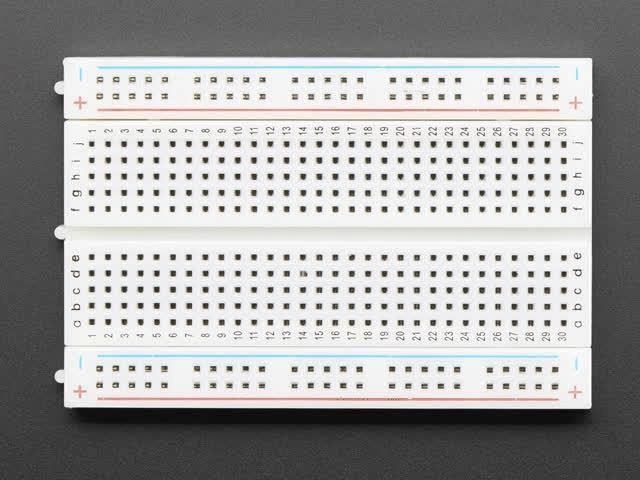 − −
+ +
1 2 3 4 5 6 7 8 9 10 11 12 13 14 15 16 17 18 19 20 21 22 23 24 25 26 27 28 29 30
j j
i i
h h
g g
f f
e e
d d
c c
b b
a a
1 2 3 4 5 6 7 8 9 10 11 12 13 14 15 16 17 18 19 20 21 22 23 24 25 26 27 28 29 30
− −
+ +